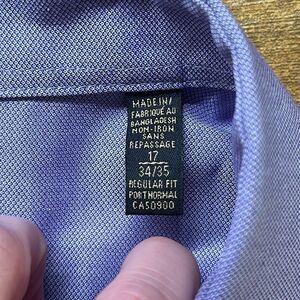 MADE IN/
FABRIQUÉ AU
BANGLADESH
NON-IRON
SANS
REPASSAGE
17
34/35
REGULAR FIT
PORT NORMAL
CA50900